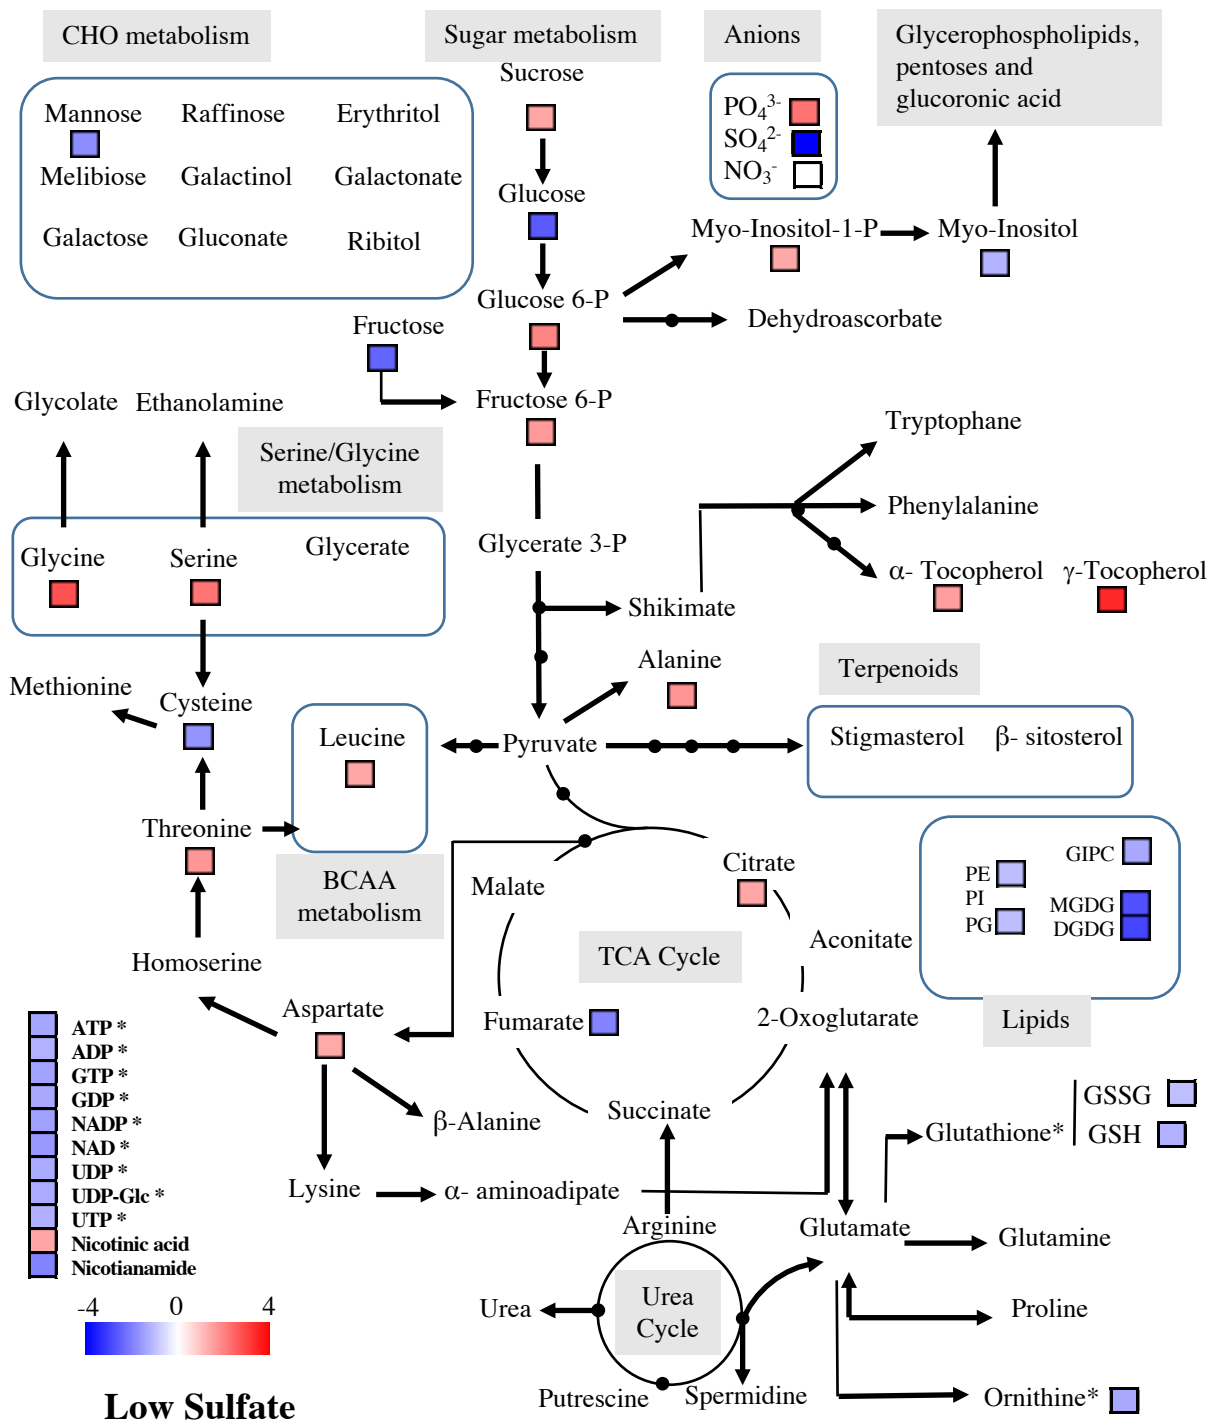 CHO metabolism
Sugar metabolism
Anions
Glycerophospholipids,
pentoses and
glucoronic acid
Mannose Raffinose Erythritol
Melibiose Galactinol Galactonate
Galactose Gluconate Ribitol
Sucrose
Glucose
Glucose 6-P
PO₄³⁻
SO₄²⁻
NO₃⁻
Myo-Inositol-1-P
Myo-Inositol
Dehydroascorbate
Fructose
Fructose 6-P
Glycolate Ethanolamine
Serine/Glycine
metabolism
Glycine Serine Glycerate
Glycerate 3-P
Tryptophane
Phenylalanine
α- Tocopherol γ-Tocopherol
Shikimate
Alanine
Terpenoids
Methionine
Cysteine
Leucine
Pyruvate
Stigmasterol β- sitosterol
Threonine
BCAA
metabolism
Malate
Citrate
PE
PI
PG
GIPC
MGDG
DGDG
Lipids
TCA Cycle
Aconitate
Homoserine
Aspartate
Fumarate
2-Oxoglutarate
Succinate
β-Alanine
Glutathione*
GSSG
GSH
ATP *
ADP *
GTP *
GDP *
NADP *
NAD *
UDP *
UDP-Glc *
UTP *
Nicotinic acid
Nicotianamide
Lysine
α- aminoadipate
Arginine
Glutamate
Glutamine
Urea
Urea
Cycle
Proline
Putrescine
Spermidine
Ornithine*
-4 0 4
Low Sulfate